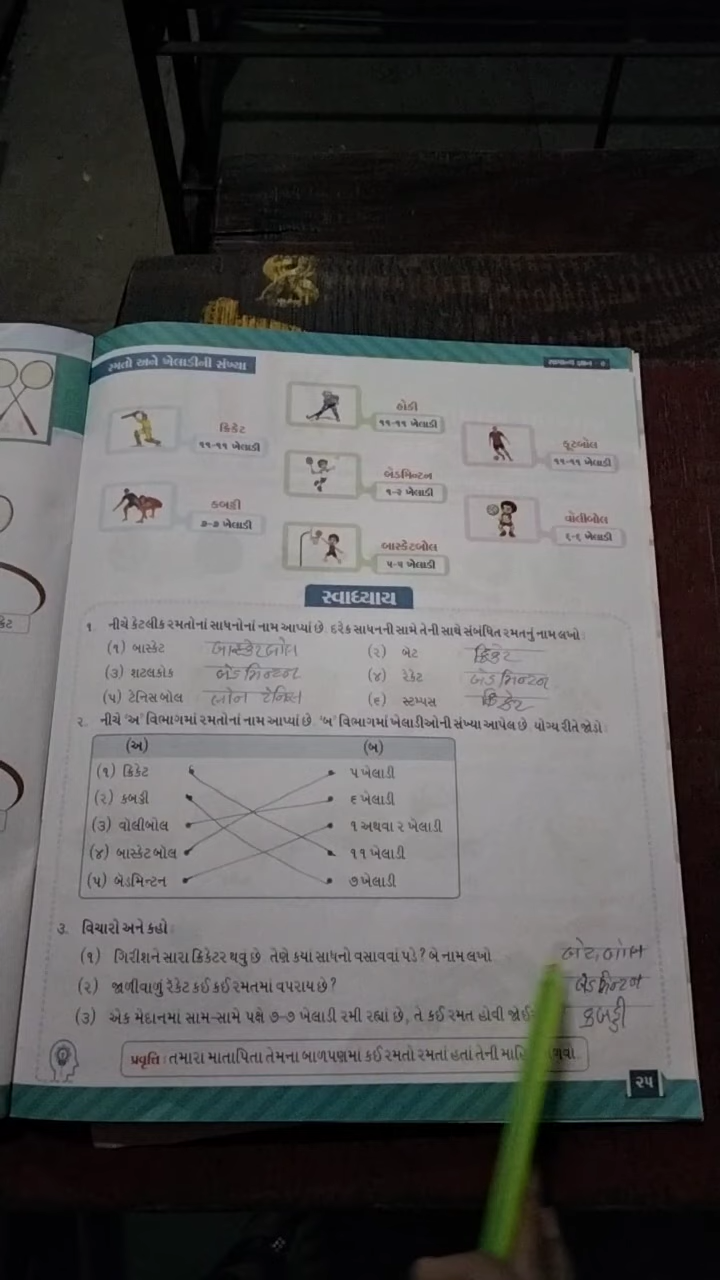 રમતો અને ખેલાડીની સંખ્યા
સામાન્ય જ્ઞાન - ૨
ક્રિકેટ
૧૧-૧૧ ખેલાડી
હોકી
૧૧-૧૧ ખેલાડી
ફૂટબોલ
૧૧-૧૧ ખેલાડી
બેડમિન્ટન
૧-૨ ખેલાડી
કબડ્ડી
૭-૭ ખેલાડી
વોલીબોલ
૬-૬ ખેલાડી
બાસ્કેટબોલ
૫-૫ ખેલાડી
સ્વાધ્યાય
૧. નીચે કેટલીક રમતોનાં સાધનોનાં નામ આપ્યાં છે. દરેક સાધનની સામે તેની સાથે સંબંધિત રમતનું નામ લખો :
(૧) બાસ્કેટ બાસ્કેટબોલ (૨) બેટ ક્રિકેટ
(૩) શટલકોક બેડમિન્ટન (૪) રેકેટ બેડમિન્ટન
(૫) ટેનિસ બોલ લોન ટેનિસ (૬) સ્ટમ્પસ ક્રિકેટ
૨. નીચે 'અ' વિભાગમાં રમતોનાં નામ આપ્યાં છે. 'બ' વિભાગમાં ખેલાડીઓની સંખ્યા આપેલ છે. યોગ્ય રીતે જોડો :
(અ) (બ)
(૧) ક્રિકેટ ૫ ખેલાડી
(૨) કબડ્ડી ૬ ખેલાડી
(૩) વોલીબોલ ૧ અથવા ૨ ખેલાડી
(૪) બાસ્કેટબોલ ૧૧ ખેલાડી
(૫) બેડમિન્ટન ૭ ખેલાડી
૩. વિચારો અને કહો :
(૧) ગિરીશને સારા ક્રિકેટર થવું છે. તેણે કયાં સાધનો વસાવવાં પડે? બે નામ લખો. બેટ, બોલ
(૨) જાળીવાળું રેકેટ કઈ કઈ રમતમાં વપરાય છે? બેડમિન્ટન
(૩) એક મેદાનમાં સામ-સામે પક્ષે ૭-૭ ખેલાડી રમી રહ્યાં છે, તે કઈ રમત હોવી કબડ્ડી
પ્રવૃત્તિ : તમારા માતાપિતા તેમના બાળપણમાં કઈ રમતો રમતાં હતાં તેની
૨૫